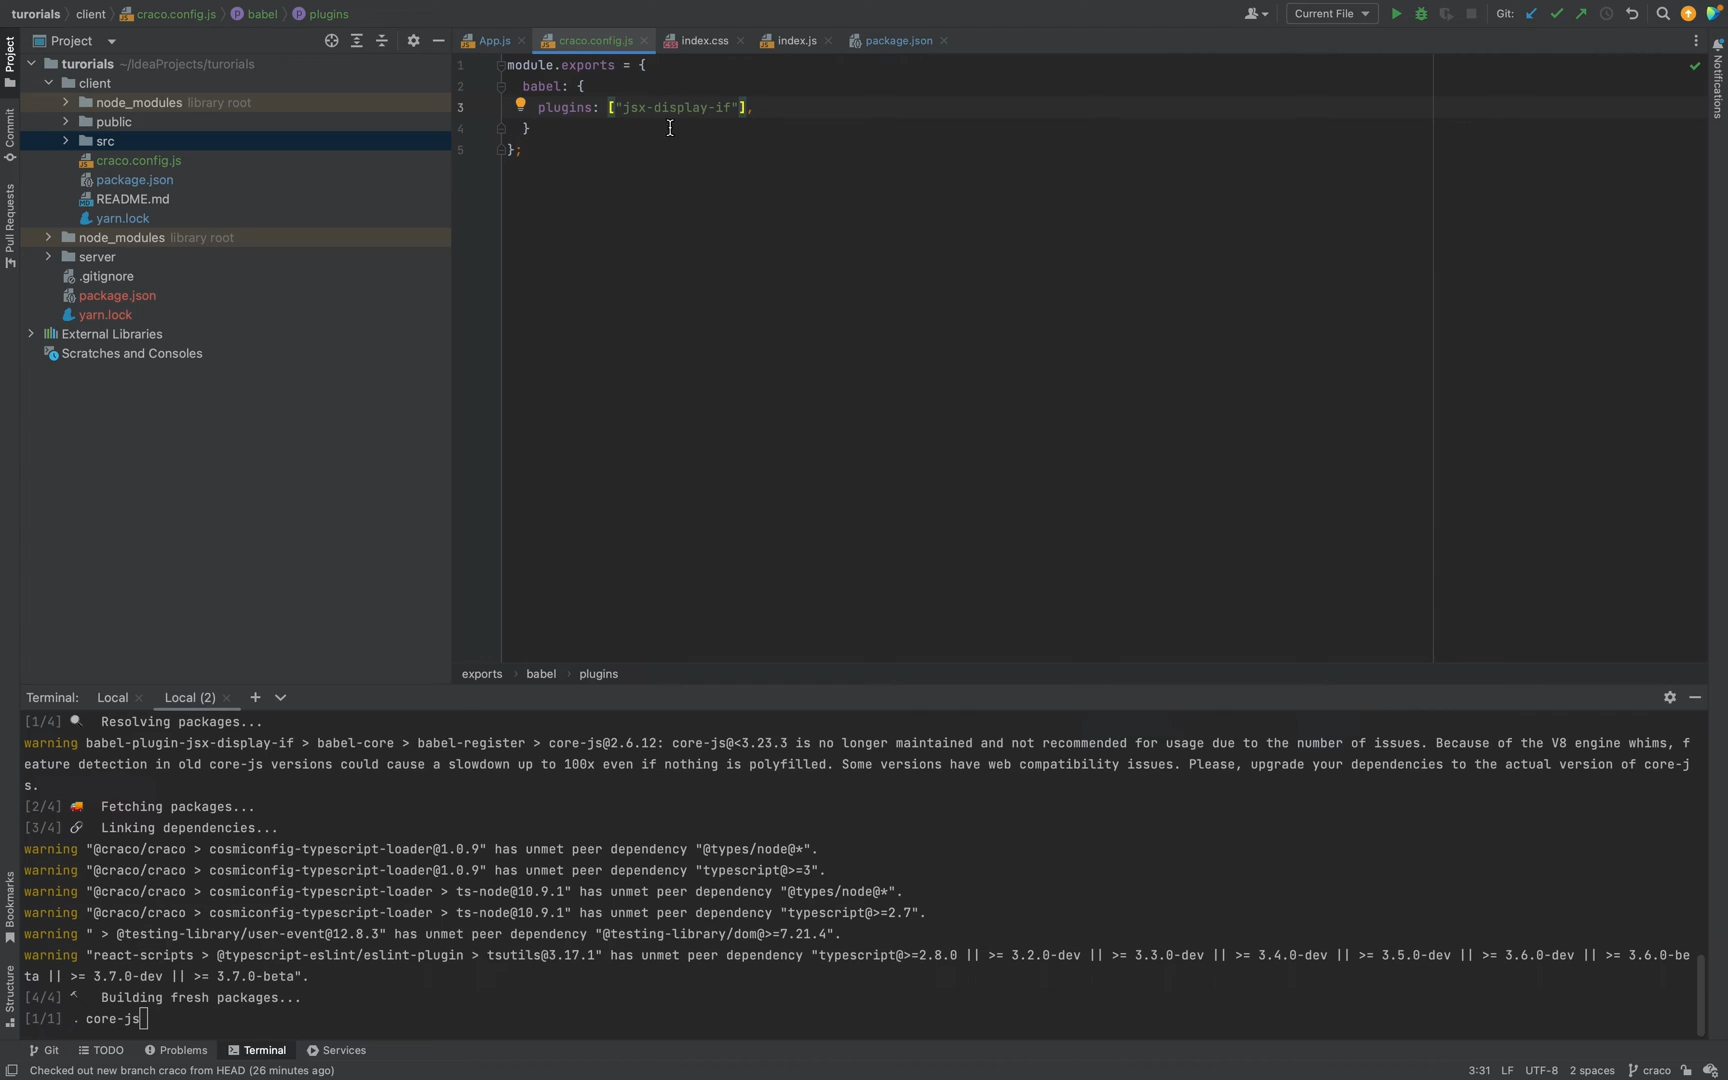 turorials > client > craco.config.js > babel > plugins
Current File
Git:
Project
App.js
craco.config.js
index.css
index.js
package.json
turorials ~/IdeaProjects/turorials
client
node_modules library root
public
src
craco.config.js
package.json
README.md
yarn.lock
node_modules library root
server
.gitignore
package.json
yarn.lock
External Libraries
Scratches and Consoles
Project
Commit
Pull Requests
Bookmarks
Structure
Notifications
1 module.exports = {
2 babel: {
3 plugins: ["jsx-display-if"],
4 }
5 };
exports > babel > plugins
Terminal: Local Local (2)
[1/4] Resolving packages...
warning babel-plugin-jsx-display-if > babel-core > babel-register > core-js@2.6.12: core-js@<3.23.3 is no longer maintained and not recommended for usage due to the number of issues. Because of the V8 engine whims, f
eature detection in old core-js versions could cause a slowdown up to 100x even if nothing is polyfilled. Some versions have web compatibility issues. Please, upgrade your dependencies to the actual version of core-j
s.
[2/4] Fetching packages...
[3/4] Linking dependencies...
warning "@craco/craco > cosmiconfig-typescript-loader@1.0.9" has unmet peer dependency "@types/node@*".
warning "@craco/craco > cosmiconfig-typescript-loader@1.0.9" has unmet peer dependency "typescript@>=3".
warning "@craco/craco > cosmiconfig-typescript-loader > ts-node@10.9.1" has unmet peer dependency "@types/node@*".
warning "@craco/craco > cosmiconfig-typescript-loader > ts-node@10.9.1" has unmet peer dependency "typescript@>=2.7".
warning " > @testing-library/user-event@12.8.3" has unmet peer dependency "@testing-library/dom@>=7.21.4".
warning "react-scripts > @typescript-eslint/eslint-plugin > tsutils@3.17.1" has unmet peer dependency "typescript@>=2.8.0 || >= 3.2.0-dev || >= 3.3.0-dev || >= 3.4.0-dev || >= 3.5.0-dev || >= 3.6.0-dev || >= 3.6.0-be
ta || >= 3.7.0-dev || >= 3.7.0-beta".
[4/4] Building fresh packages...
[1/1] . core-js
Git TODO Problems Terminal Services
Checked out new branch craco from HEAD (26 minutes ago)
3:31 LF UTF-8 2 spaces craco